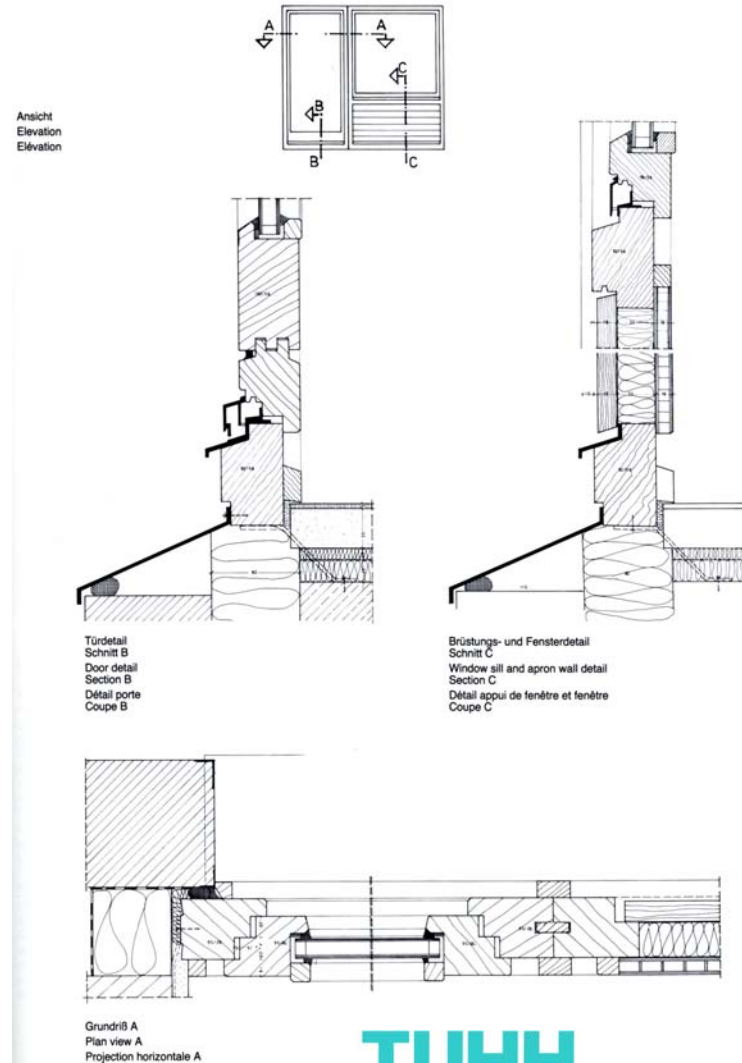 A
A
C
B
B
C
Ansicht
Elevation
Elévation
Türdetail
Schnitt B
Door detail
Section B
Détail porte
Coupe B
Brüstungs- und Fensterdetail
Schnitt C
Window sill and apron wall detail
Section C
Détail appui de fenêtre et fenêtre
Coupe C
Grundriß A
Plan view A
Projection horizontale A
TUHH